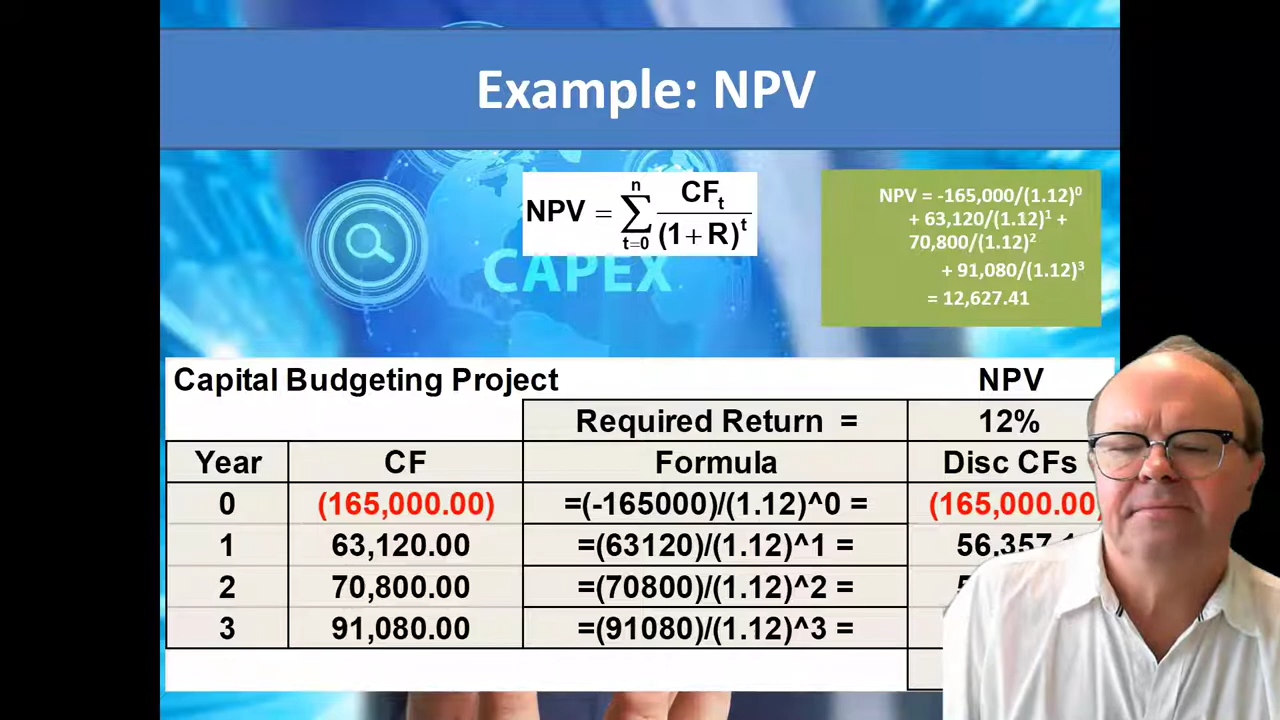 Example: NPV
n
NPV = ∑ CFₜ / (1+R)ᵗ
t=0
CAPEX
NPV = -165,000/(1.12)⁰
+ 63,120/(1.12)¹ +
70,800/(1.12)²
+ 91,080/(1.12)³
= 12,627.41
Capital Budgeting Project NPV
Required Return = 12%
Year CF Formula Disc CFs
0 (165,000.00) =(-165000)/(1.12)^0 = (165,000.00)
1 63,120.00 =(63120)/(1.12)^1 =
2 70,800.00 =(70800)/(1.12)^2 =
3 91,080.00 =(91080)/(1.12)^3 =